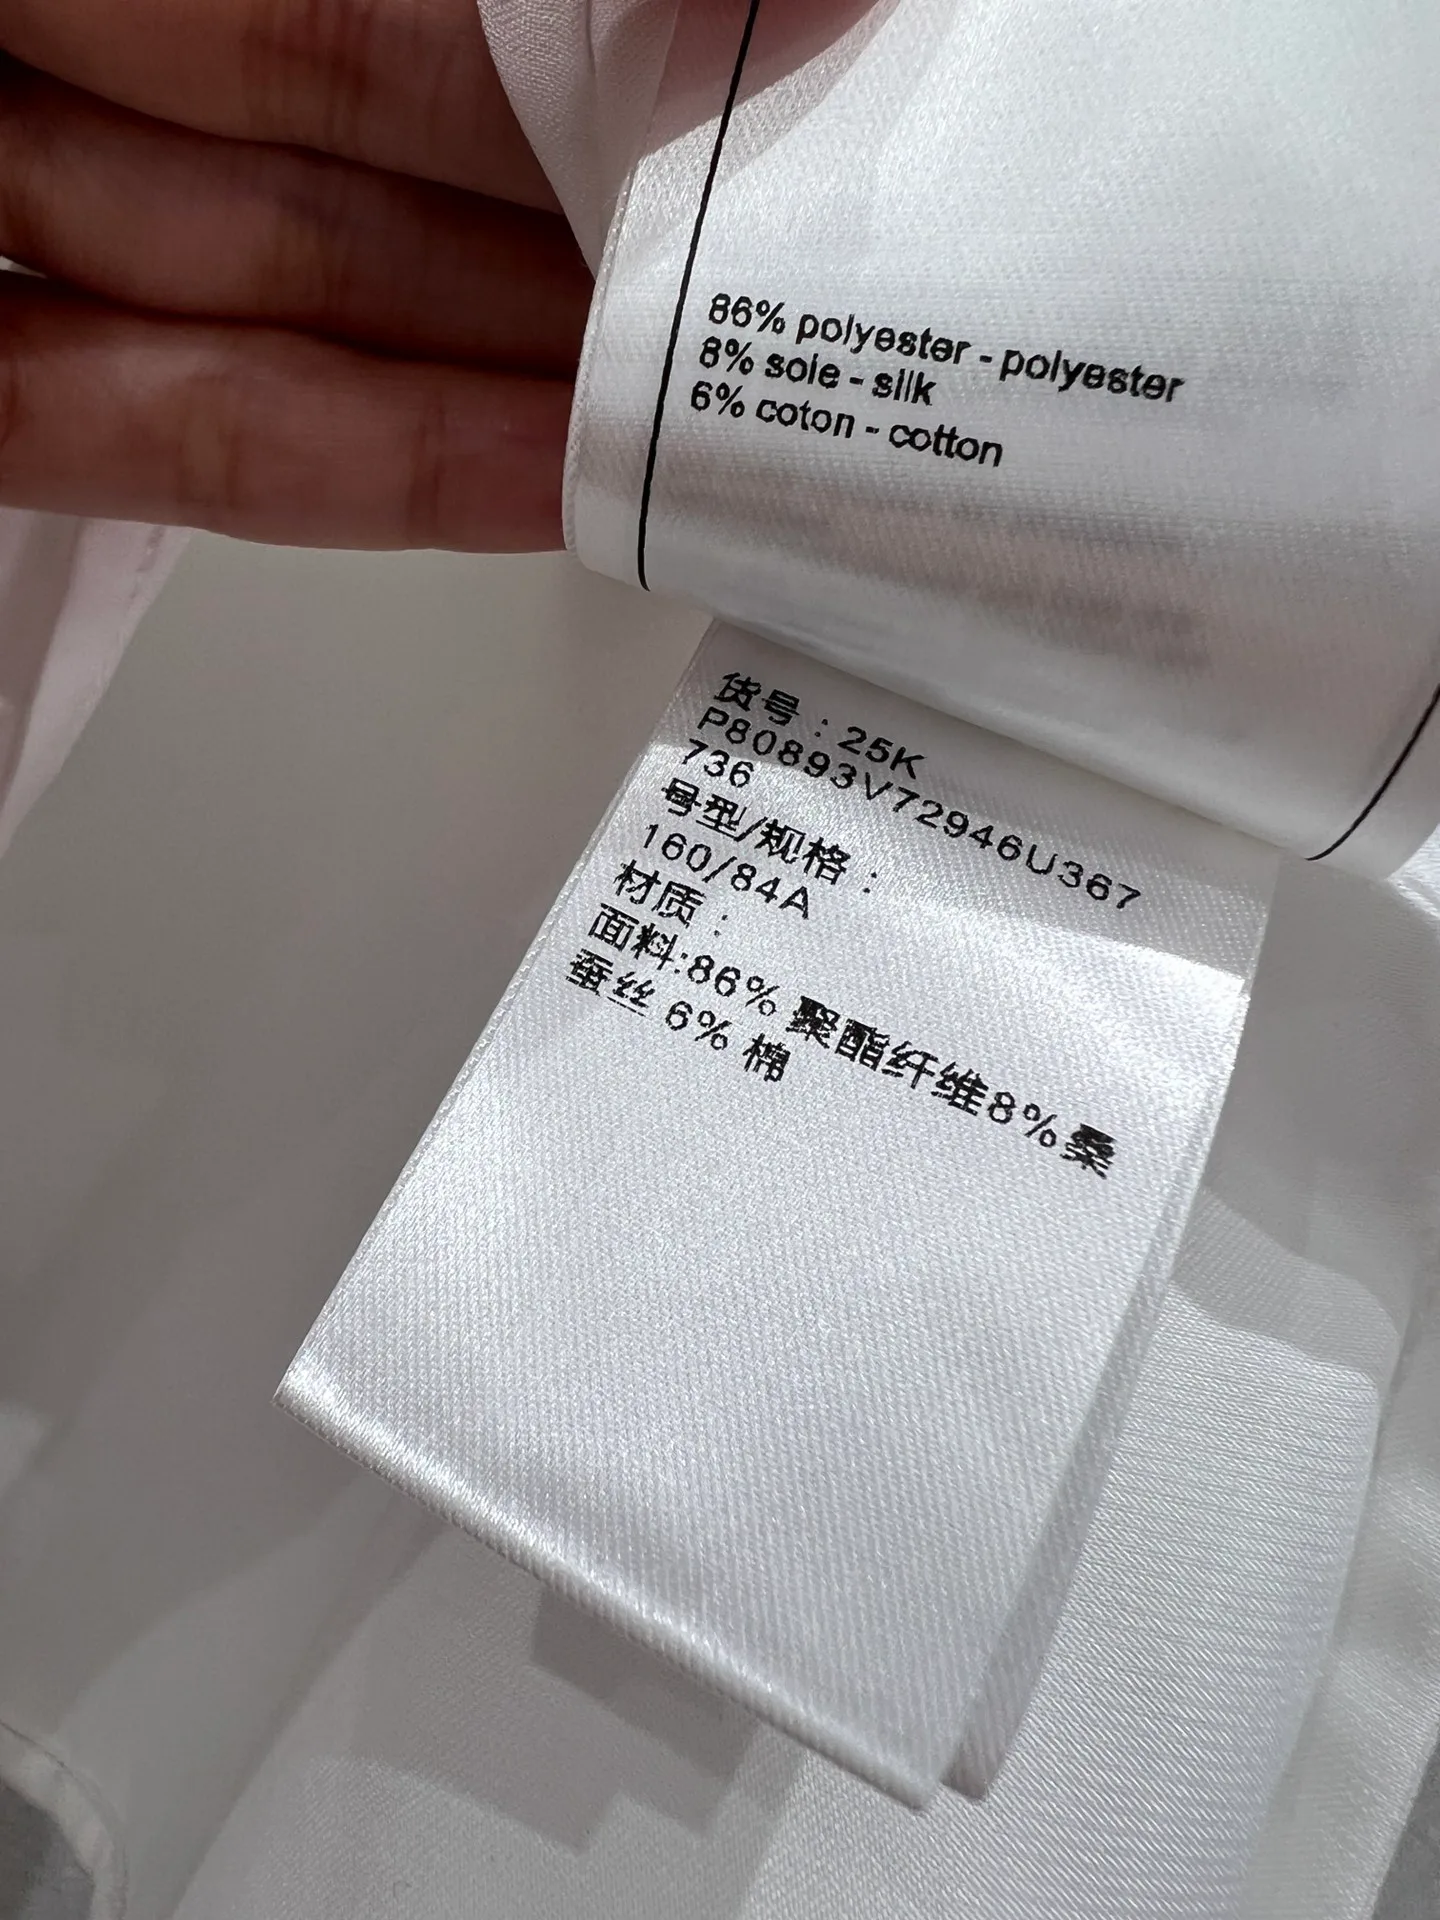 86% polyester - polyester
8% soie - silk
6% coton - cotton
货号：25K
P80893V72946U367
736
号型/规格：
160/84A
材质：
面料:86% 聚酯纤维8%桑
蚕丝 6% 棉